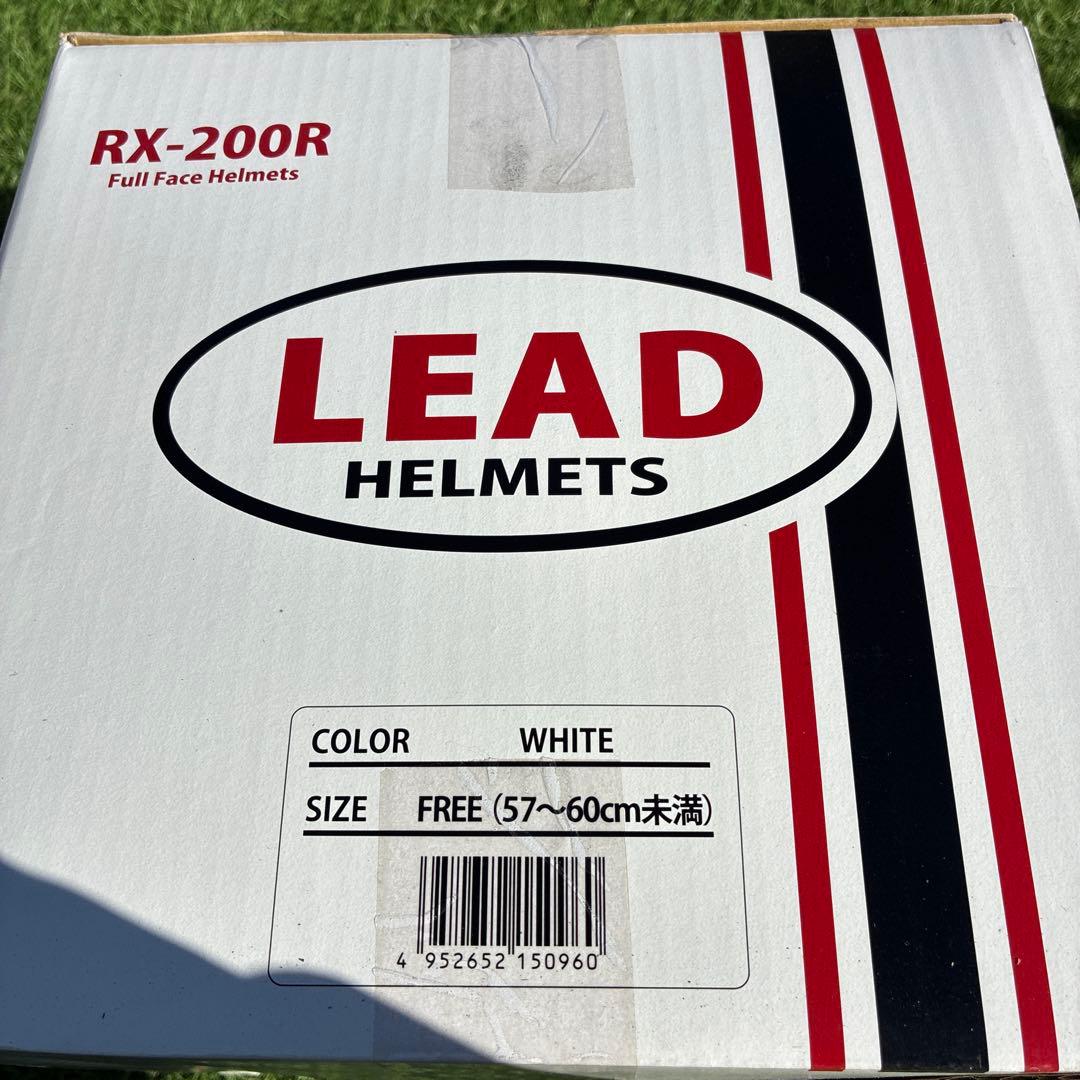 RX-200R
Full Face Helmets
LEAD
HELMETS
COLOR WHITE
SIZE FREE (57～60cm未満)
4 952652 150960